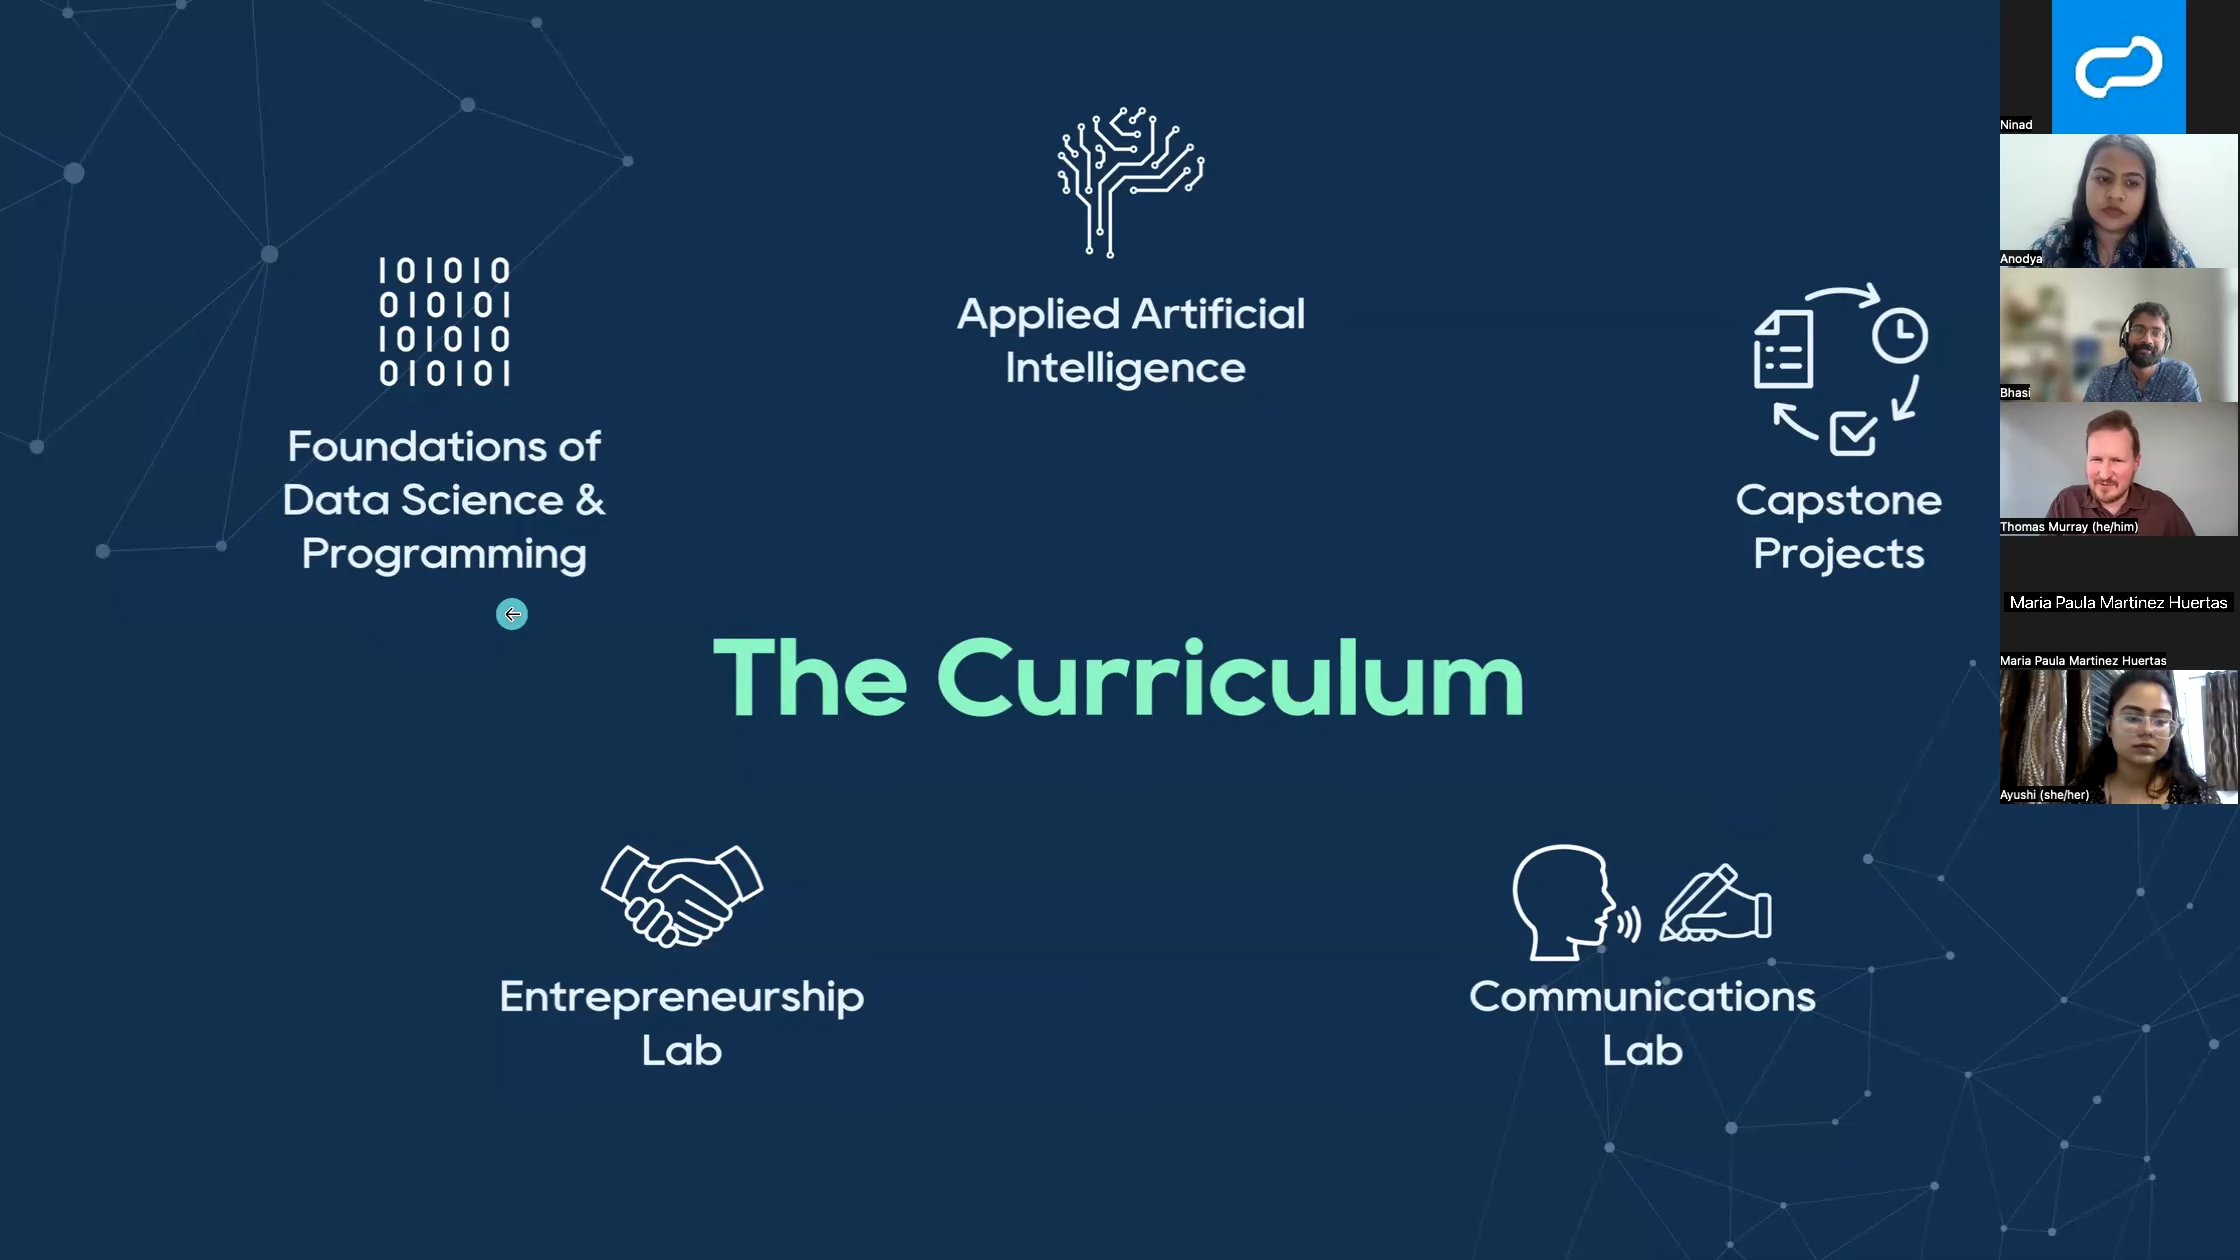 101010
010101
101010
010101
Foundations of
Data Science &
Programming
Applied Artificial
Intelligence
Capstone
Projects
The Curriculum
Entrepreneurship
Lab
Communications
Lab
Ninad
Anodya
Bhasi
Thomas Murray (he/him)
Maria Paula Martinez Huertas
Maria Paula Martinez Huertas
Ayushi (she/her)